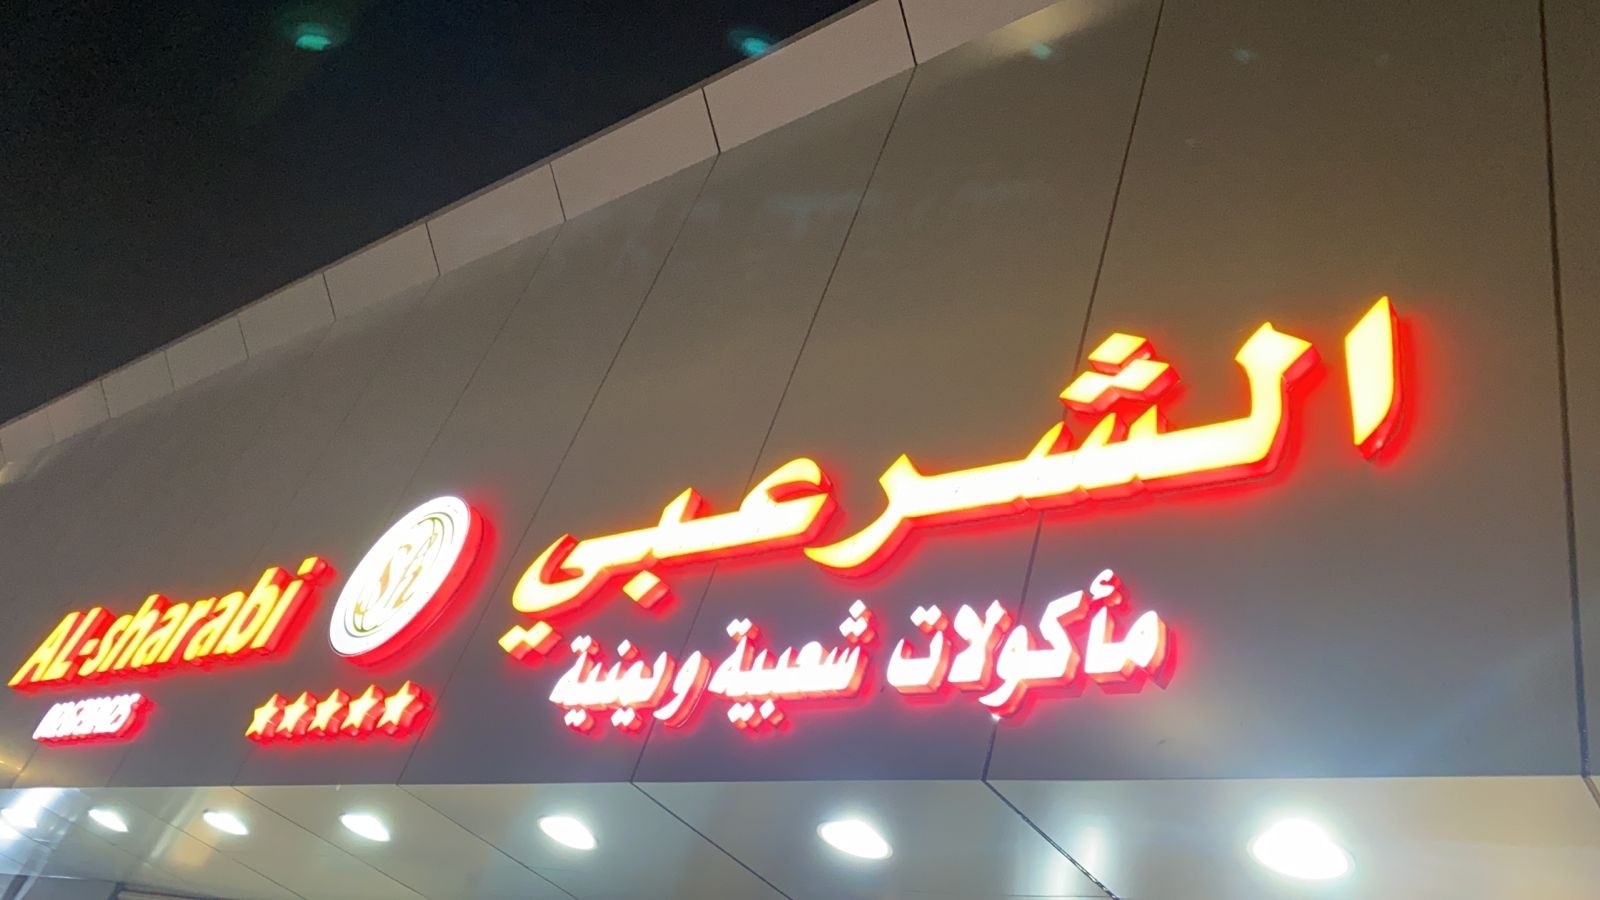 الشرعبي
مأكولات شعبية ويمنية
AL-sharabi